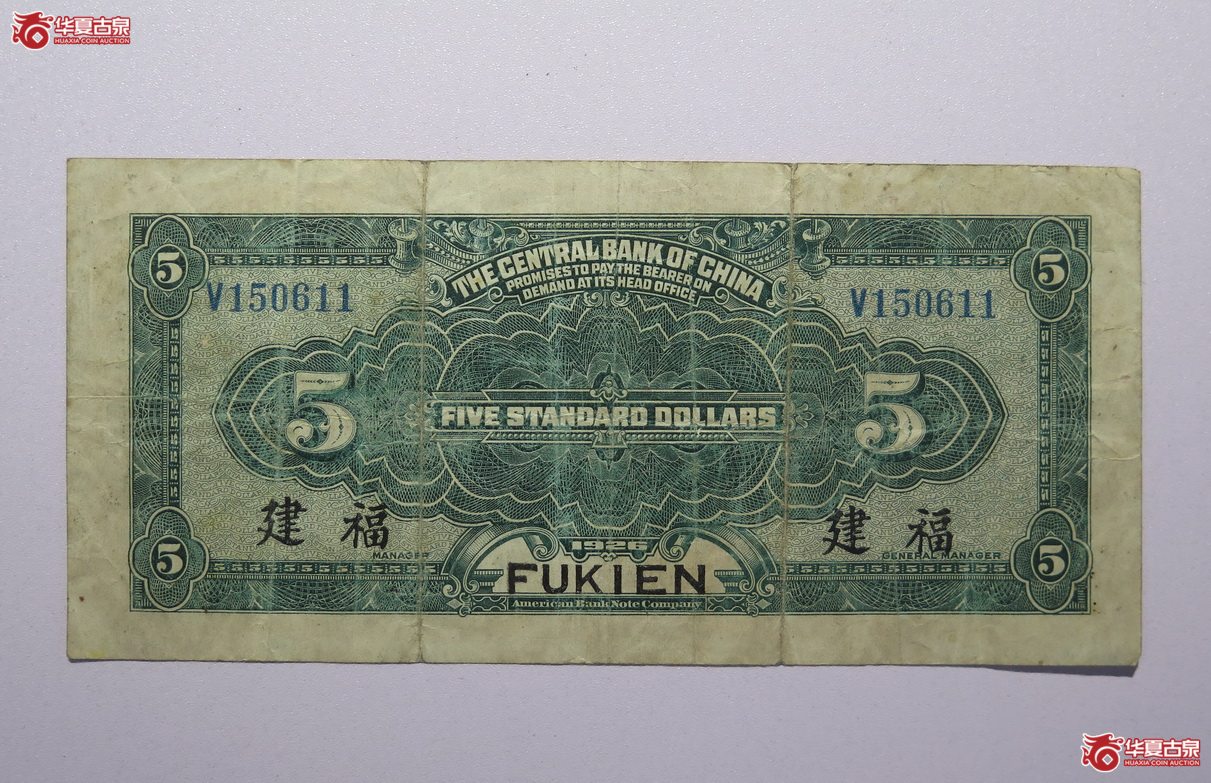 华夏古泉
HUAXIA COIN AUCTION
5
5
THE CENTRAL BANK OF CHINA
PROMISES TO PAY THE BEARER ON
DEMAND AT ITS HEAD OFFICE
V150611
V150611
5
FIVE STANDARD DOLLARS
5
建 福
建 福
MANAGER
1926
GENERAL MANAGER
5
FUKIEN
5
American Bank Note Company
华夏古泉
HUAXIA COIN AUCTION